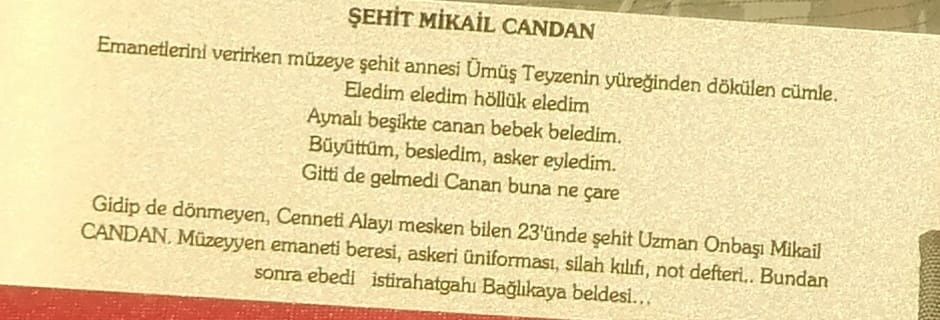 ŞEHİT MİKAİL CANDAN
Emanetlerini verirken müzeye şehit annesi Ümüş Teyzenin yüreğinden dökülen cümle.
Eledim eledim höllük eledim
Aynalı beşikte canan bebek beledim.
Büyüttüm, besledim, asker eyledim.
Gitti de gelmedi Canan buna ne çare
Gidip de dönmeyen, Cenneti Alayı mesken bilen 23'ünde şehit Uzman Onbaşı Mikail
CANDAN. Müzeyyen emaneti beresi, askeri üniforması, silah kılıfı, not defteri.. Bundan
sonra ebedi istirahatgahı Bağlıkaya beldesi...